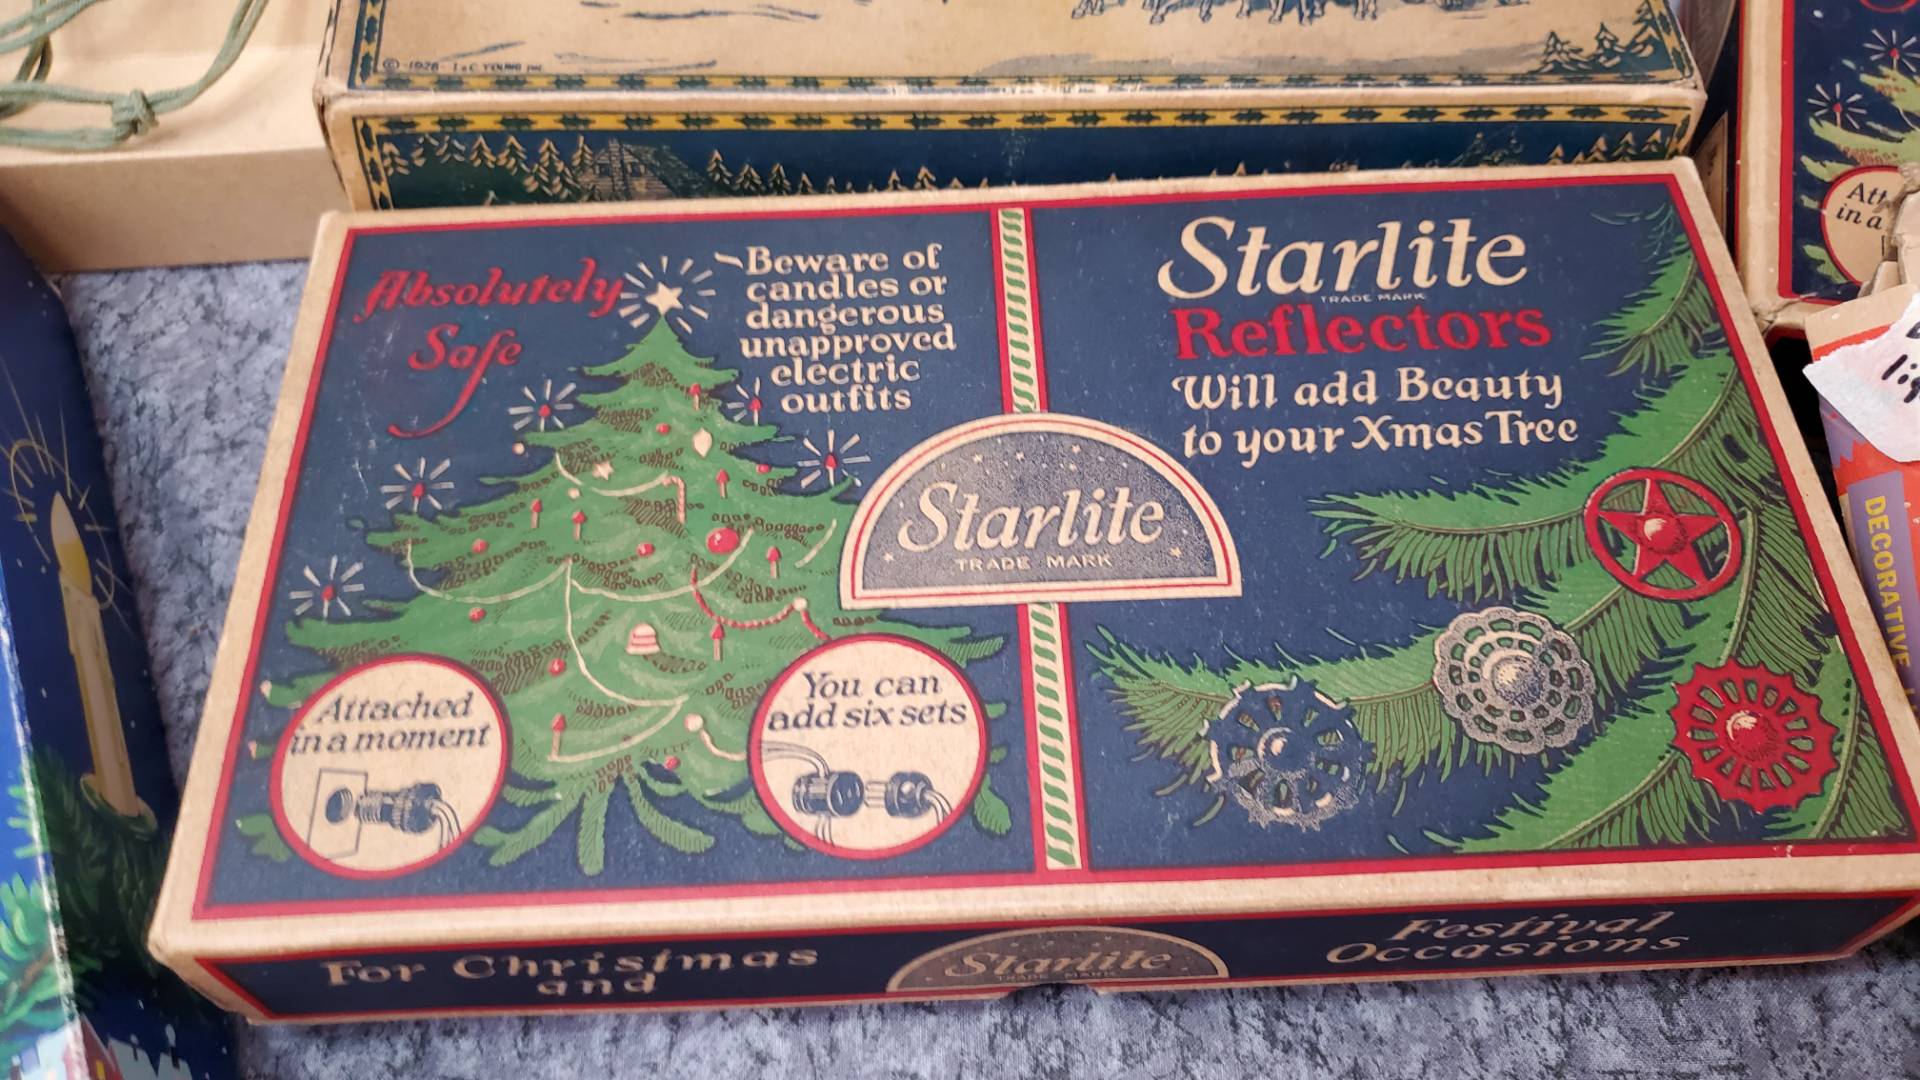 © 1928
Absolutely
Safe
Beware of
candles or
dangerous
unapproved
electric
outfits
Starlite
TRADE MARK
Reflectors
Will add Beauty
to your Xmas Tree
Starlite
TRADE MARK
Attached
in a moment
You can
add six sets
For Christmas
and
Starlite
TRADE MARK
Festival
Occasions
in a
DECORATIVE